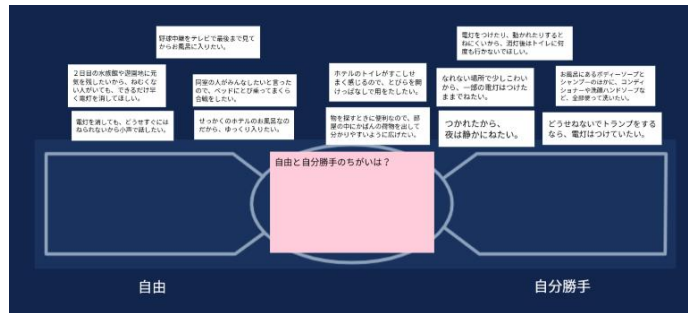 野球中継をテレビで最後まで見て
からお風呂に入りたい。
電灯をつけたり、動かれたりすると
ねにくいから、消灯後はトイレに何
度も行かないでほしい。
2日目の水族館や遊園地に元
気を残したいから、ねむくな
い人がいても、できるだけ早
く電灯を消してほしい。
同室の人がみんなしたいと言った
ので、ベッドにとび乗ってまくら
合戦をしたい。
ホテルのトイレがすこしせ
まく感じるので、とびらを開
けっぱなしで用をたしたい。
なれない場所で少しこわい
から、一部の電灯はつけた
ままでねたい。
お風呂にあるボディーソープと
シャンプーのほかに、コンディ
ショナーや洗顔ハンドソープな
ど、全部使って洗いたい。
電灯を消しても、どうせすぐには
ねられないから小声で話したい。
せっかくのホテルのお風呂なの
だから、ゆっくり入りたい。
物を探すときに便利なので、部
屋の中にかばんの荷物を出して
分かりやすいように広げたい。
つかれたから、
夜は静かにねたい。
どうせねないでトランプをする
なら、電灯はつけていたい。
自由と自分勝手のちがいは？
自由
自分勝手